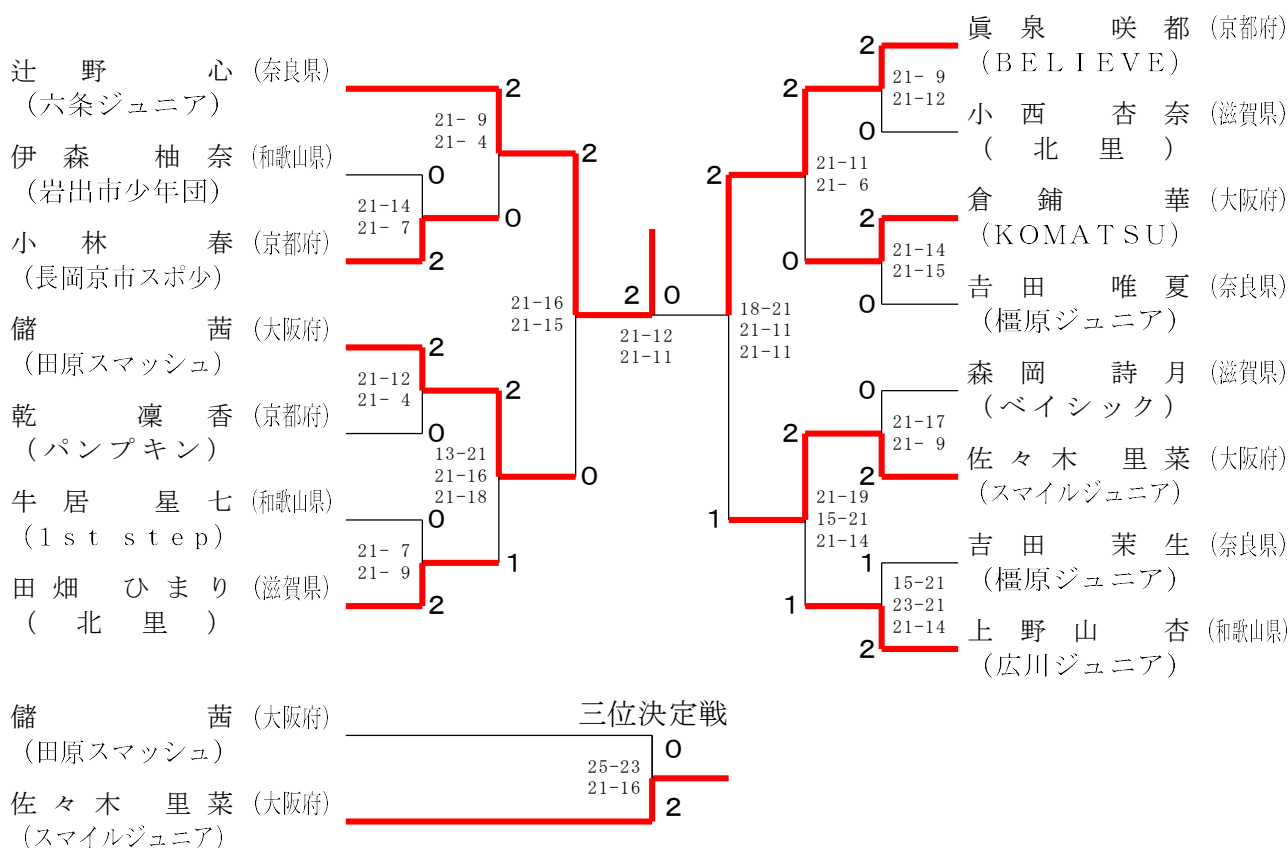 辻野 心 (奈良県)
(六条ジュニア)
伊森 柚奈 (和歌山県)
(岩出市少年団)
小林 春 (京都府)
(長岡京市スポ少)
儲 茜 (大阪府)
(田原スマッシュ)
乾 凜香 (京都府)
(パンプキン)
牛居 星七 (和歌山県)
(1st step)
田畑 ひまり (滋賀県)
(北里)
2
21- 9
21- 4
0
0
21-14
21- 7
2
2
21-12
21- 4
0
2
13-21
21-16
21-18
1
0
21- 7
21- 9
2
2
21-16
21-15
0
2 0
21-12
21-11
2
18-21
21-11
21-11
1
2
21-11
21- 6
0
2
21-19
15-21
21-14
1
2
21- 9
21-12
0
2
21-14
21-15
0
0
21-17
21- 9
2
1
15-21
23-21
21-14
2
眞泉 咲都 (京都府)
(BELIEVE)
小西 杏奈 (滋賀県)
(北里)
倉鋪 華 (大阪府)
(KOMATSU)
𠮷田 唯夏 (奈良県)
(橿原ジュニア)
森岡 詩月 (滋賀県)
(ベイシック)
佐々木 里菜 (大阪府)
(スマイルジュニア)
吉田 茉生 (奈良県)
(橿原ジュニア)
上野山 杏 (和歌山県)
(広川ジュニア)
三位決定戦
儲 茜 (大阪府)
(田原スマッシュ)
佐々木 里菜 (大阪府)
(スマイルジュニア)
0
25-23
21-16
2